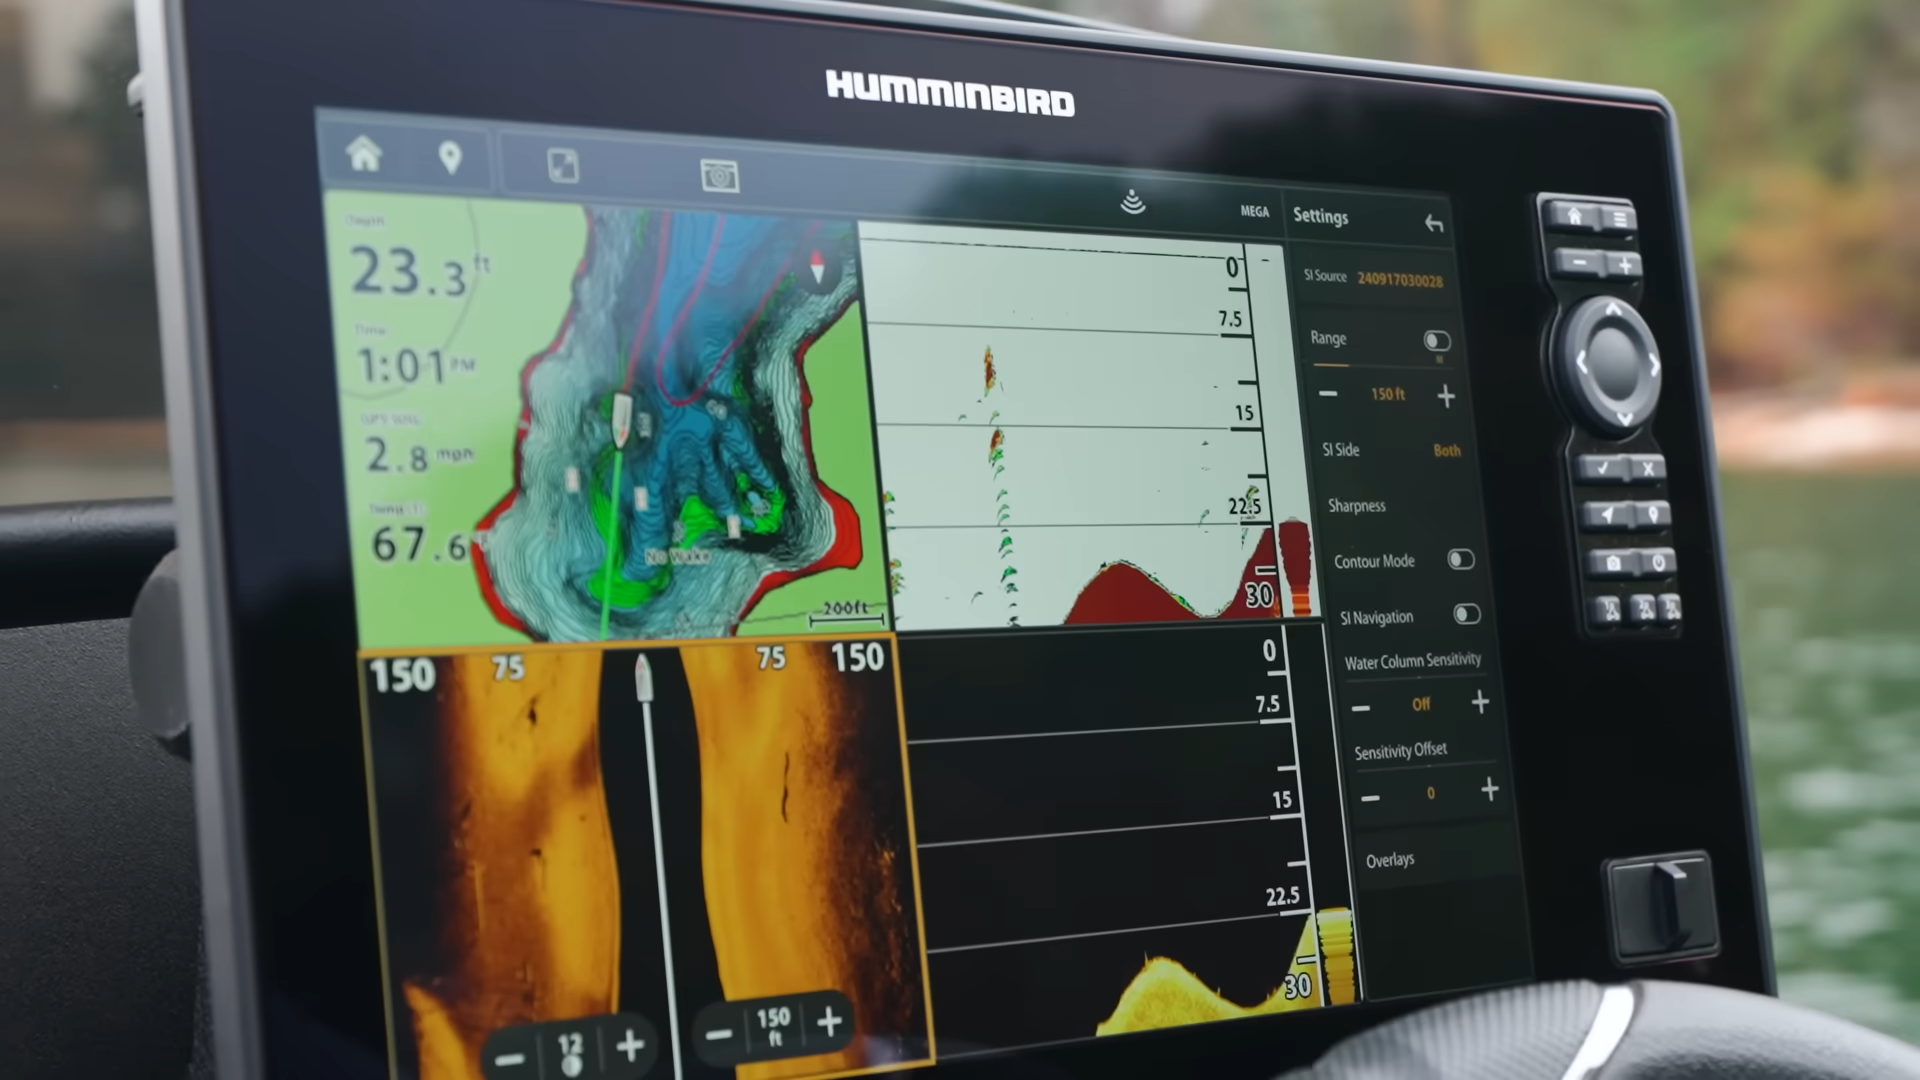 HUMMINBIRD
MEGA
Settings
Depth
23.3 ft
Time
1:01 PM
2.8 mph
67.6
No Wake
200ft
0
7.5
15
22.5
30
SI Source 240917030028
Range
M
150 ft
SI Side Both
Sharpness
Contour Mode
SI Navigation
Water Column Sensitivity
Off
Sensitivity Offset
0
Overlays
150 75 75 150
12
150
ft
0
7.5
15
22.5
30